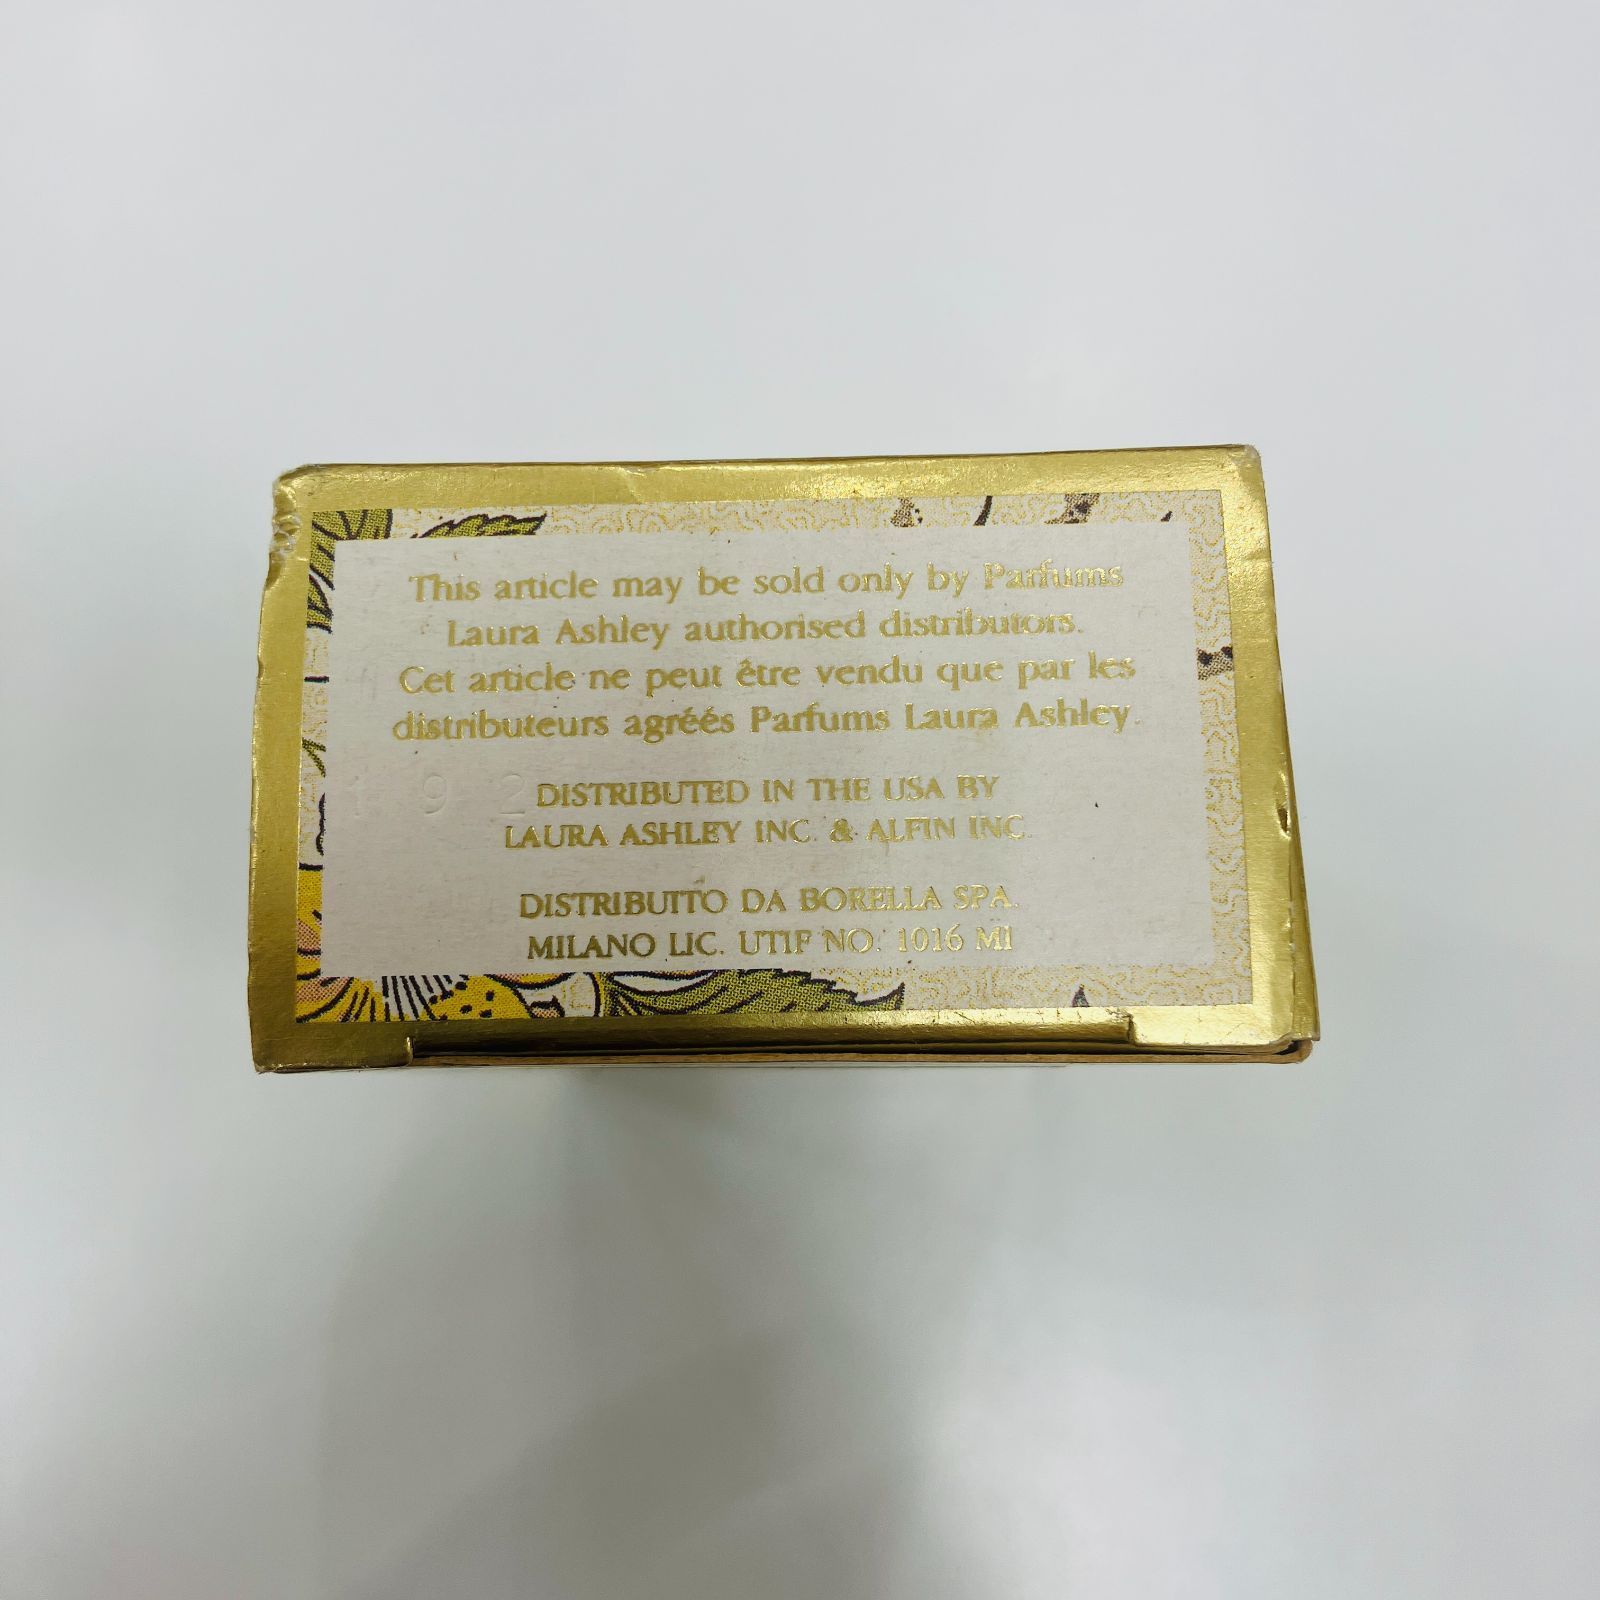 This article may be sold only by Parfums
Laura Ashley authorised distributors.
Cet article ne peut être vendu que par les
distributeurs agréés Parfums Laura Ashley.
9 2
DISTRIBUTED IN THE USA BY
LAURA ASHLEY INC. & ALFIN INC.
DISTRIBUITO DA BORELLA SPA.
MILANO LIC. UTIF NO. 1016 MI